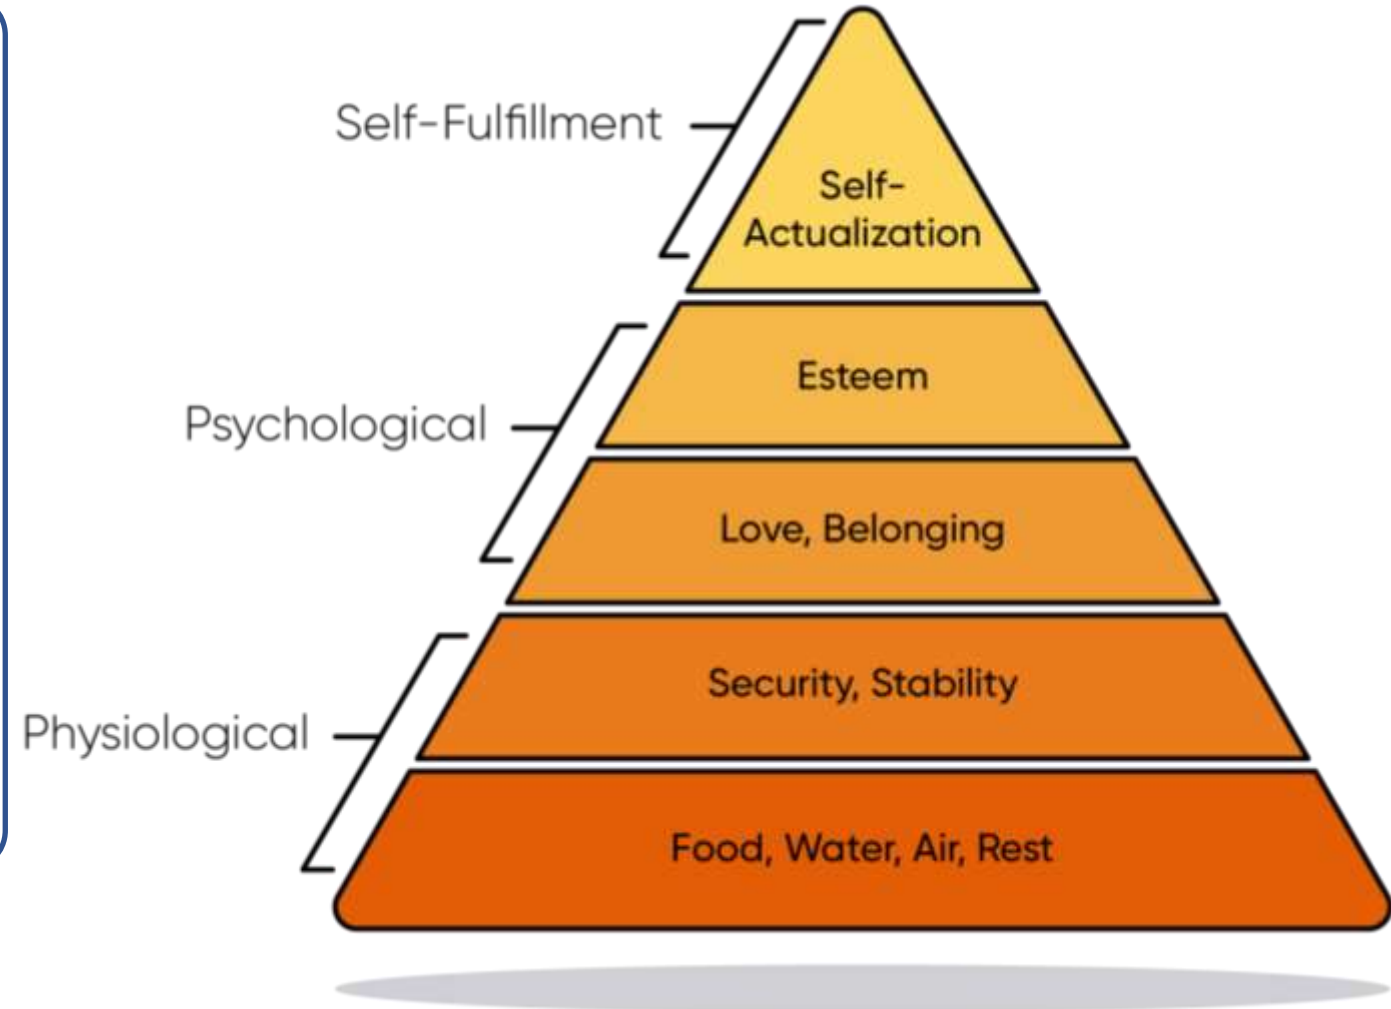 Self-Fulfillment
Self-
Actualization
Psychological
Esteem
Love, Belonging
Physiological
Security, Stability
Food, Water, Air, Rest